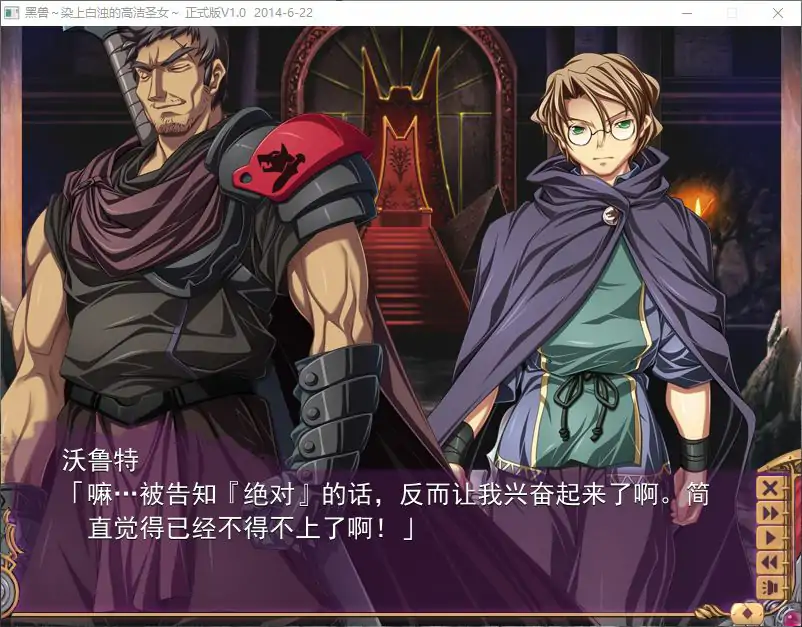 黑兽～染上白浊的高洁圣女～ 正式版V1.0 2014-6-22
沃鲁特
「嘛…被告知『绝对』的话，反而让我兴奋起来了啊。简
直觉得已经不得不上了啊！」